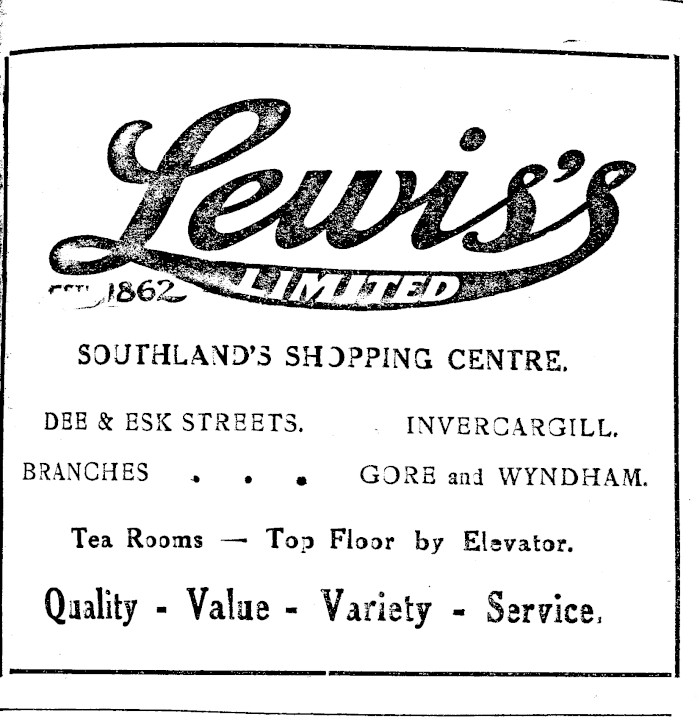 Lewis's
LIMITED
ESTD 1862
SOUTHLAND'S SHOPPING CENTRE.
DEE & ESK STREETS. INVERCARGILL.
BRANCHES . . . GORE and WYNDHAM.
Tea Rooms — Top Floor by Elevator.
Quality - Value - Variety - Service.